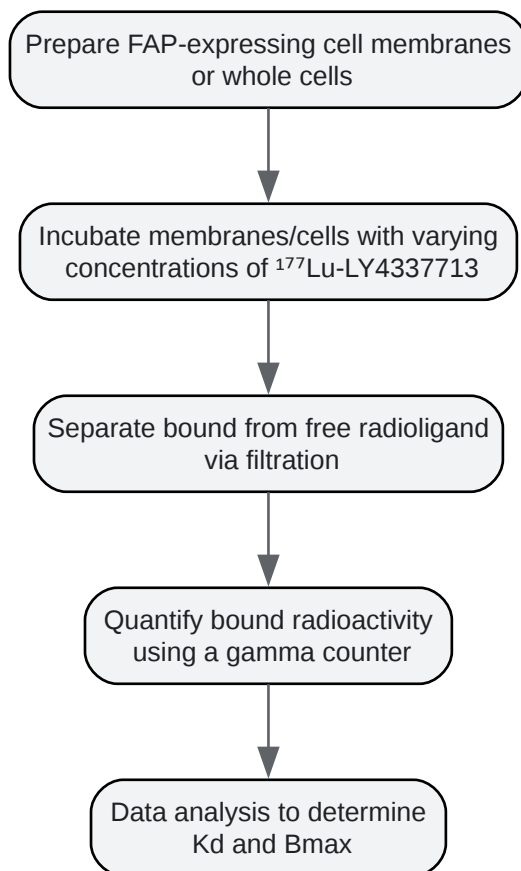 Prepare FAP-expressing cell membranes
or whole cells
Incubate membranes/cells with varying
concentrations of ¹⁷⁷Lu-LY4337713
Separate bound from free radioligand
via filtration
Quantify bound radioactivity
using a gamma counter
Data analysis to determine
Kd and Bmax